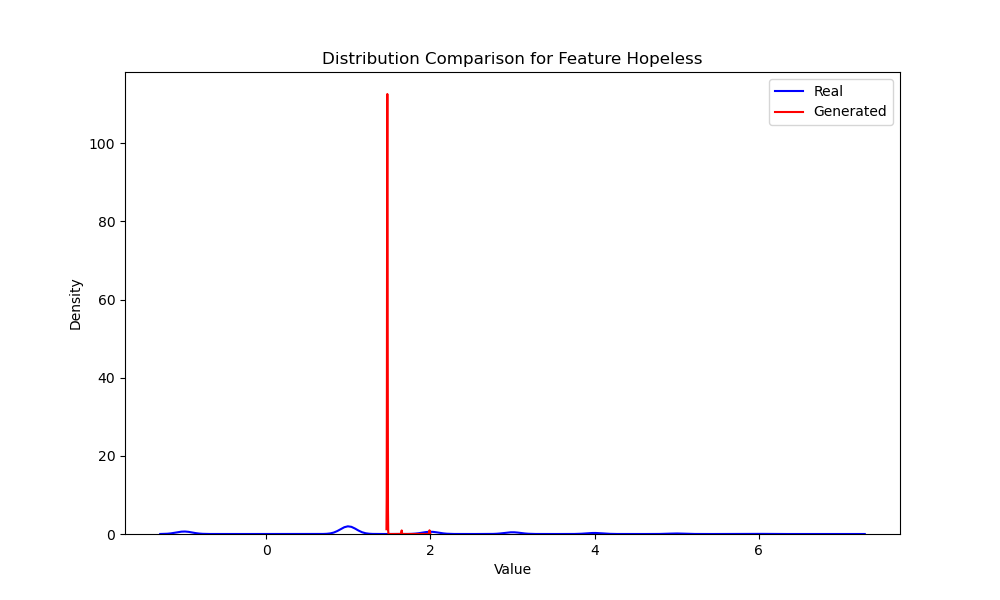 Distribution Comparison for Feature Hopeless
Real
Generated
100
80
60
40
20
0
Density
0 2 4 6
Value